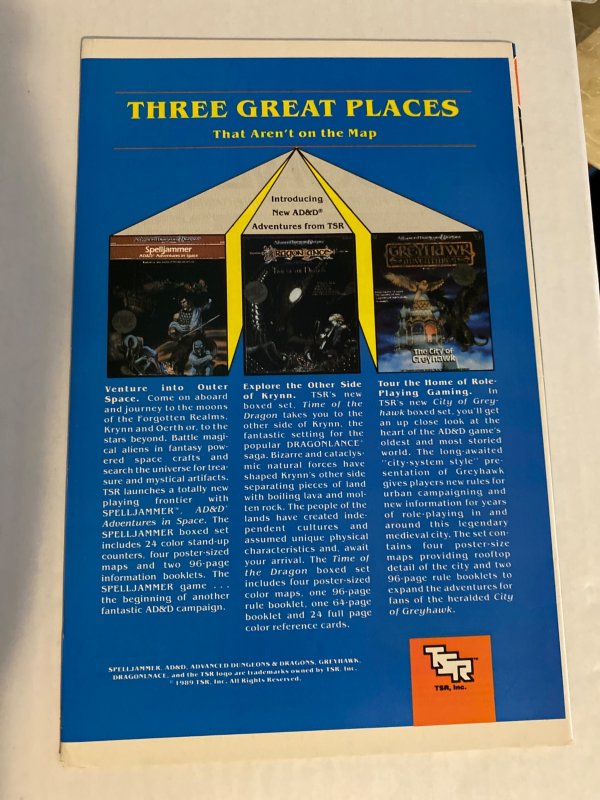 THREE GREAT PLACES
That Aren't on the Map
Introducing
New AD&D®
Adventures from TSR
Advanced Dungeons & Dragons
Spelljammer
AD&D® Adventures in Space
Advanced Dungeons & Dragons
DRAGONLANCE
Time of the Dragon
Advanced Dungeons & Dragons
GREYHAWK
ADVENTURES
The City of
Greyhawk
Venture into Outer
Space. Come on aboard
and journey to the moons
of the Forgotten Realms,
Krynn and Oerth or, to the
stars beyond. Battle magi-
cal aliens in fantasy pow-
ered space crafts and
search the universe for trea-
sure and mystical artifacts.
TSR launches a totally new
playing frontier with
SPELLJAMMER™, AD&D®
Adventures in Space. The
SPELLJAMMER boxed set
includes 24 color stand-up
counters, four poster-sized
maps and two 96-page
information booklets. The
SPELLJAMMER game . . .
the beginning of another
fantastic AD&D campaign.
Explore the Other Side
of Krynn. TSR's new
boxed set, Time of the
Dragon takes you to the
other side of Krynn, the
fantastic setting for the
popular DRAGONLANCE®
saga. Bizarre and cataclys-
mic natural forces have
shaped Krynn's other side
separating pieces of land
with boiling lava and mol-
ten rock. The people of the
lands have created inde-
pendent cultures and
assumed unique physical
characteristics and, await
your arrival. The Time of
the Dragon boxed set
includes four poster-sized
color maps, one 96-page
rule booklet, one 64-page
booklet and 24 full page
color reference cards.
Tour the Home of Role-
Playing Gaming. In
TSR's new City of Grey-
hawk boxed set, you'll get
an up close look at the
heart of the AD&D game's
oldest and most storied
world. The long-awaited
"city-system style" pre-
sentation of Greyhawk
gives players new rules for
urban campaigning and
new information for years
of role-playing in and
around this legendary
medieval city. The set con-
tains four poster-size
maps providing rooftop
detail of the city and two
96-page rule booklets to
expand the adventures for
fans of the heralded City
of Greyhawk.
SPELLJAMMER, AD&D, ADVANCED DUNGEONS & DRAGONS, GREYHAWK,
DRAGONLNACE, and the TSR logo are trademarks owned by TSR, Inc.
© 1989 TSR, Inc. All Rights Reserved.
TSR™
TSR, Inc.